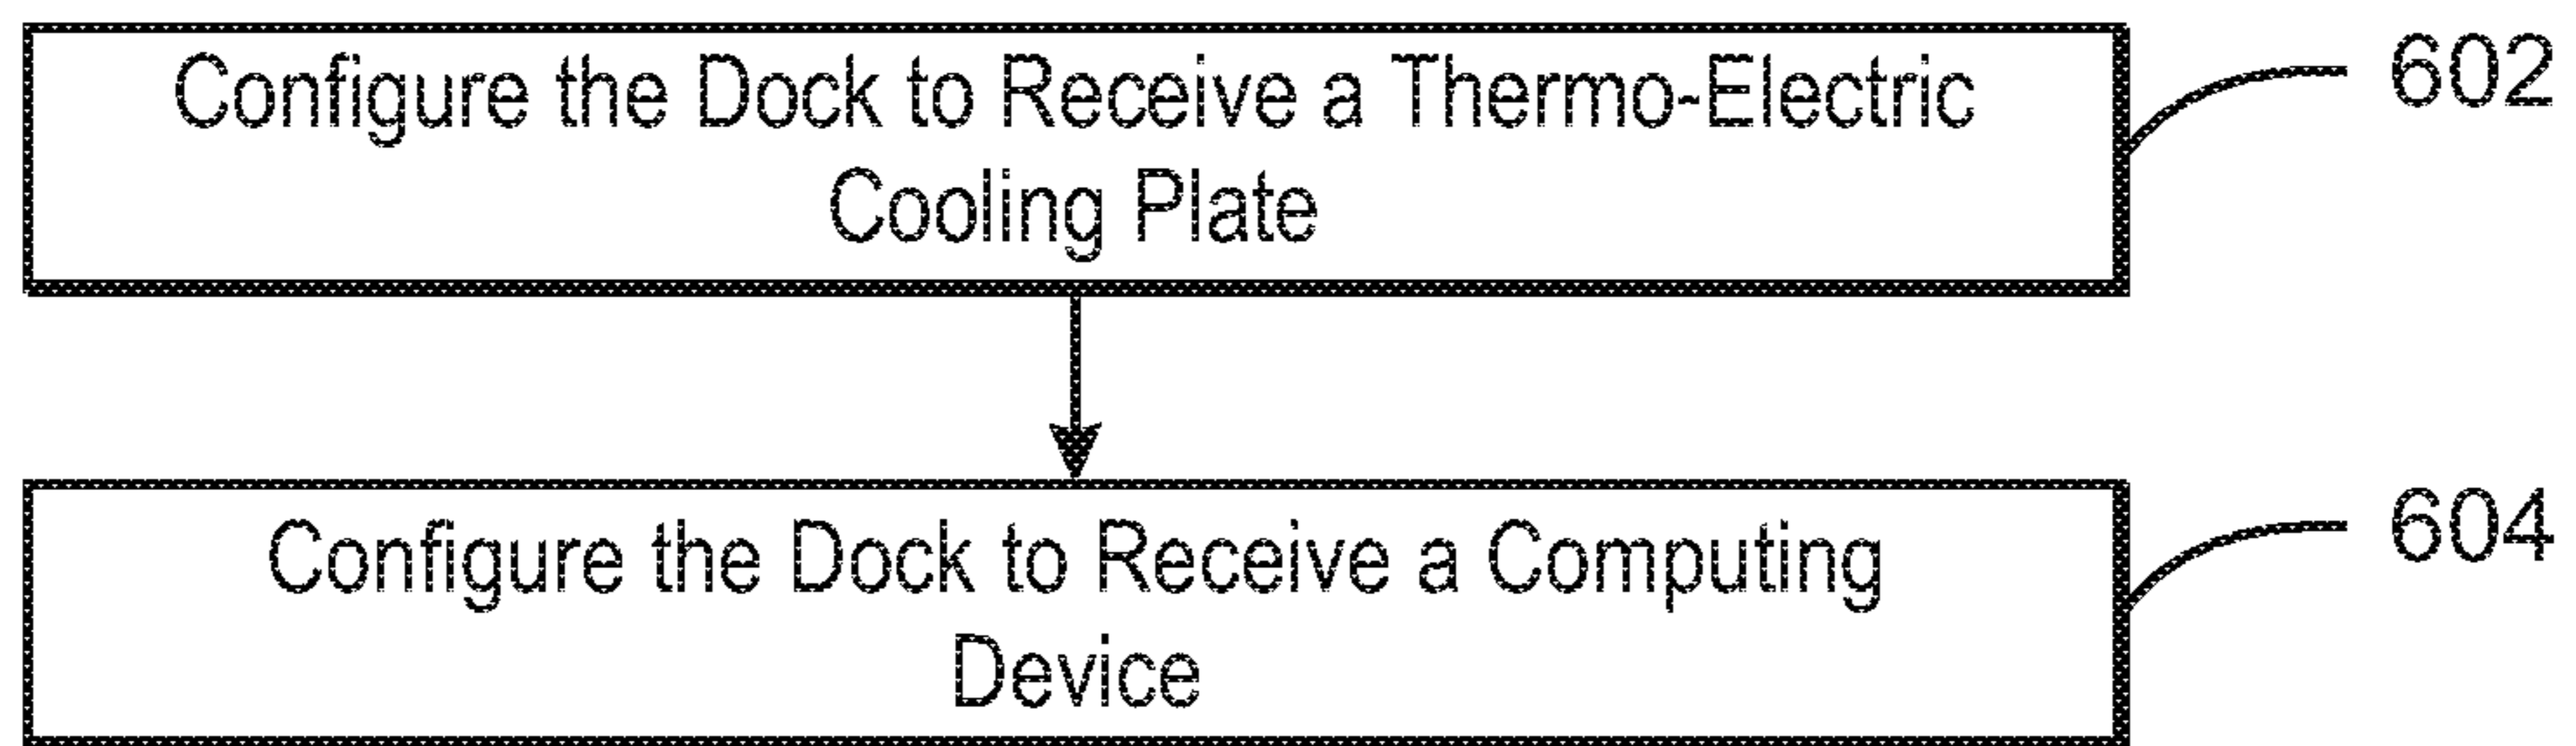 Configure the Dock to Receive a Thermo-Electric
Cooling Plate
602
Configure the Dock to Receive a Computing
Device
604